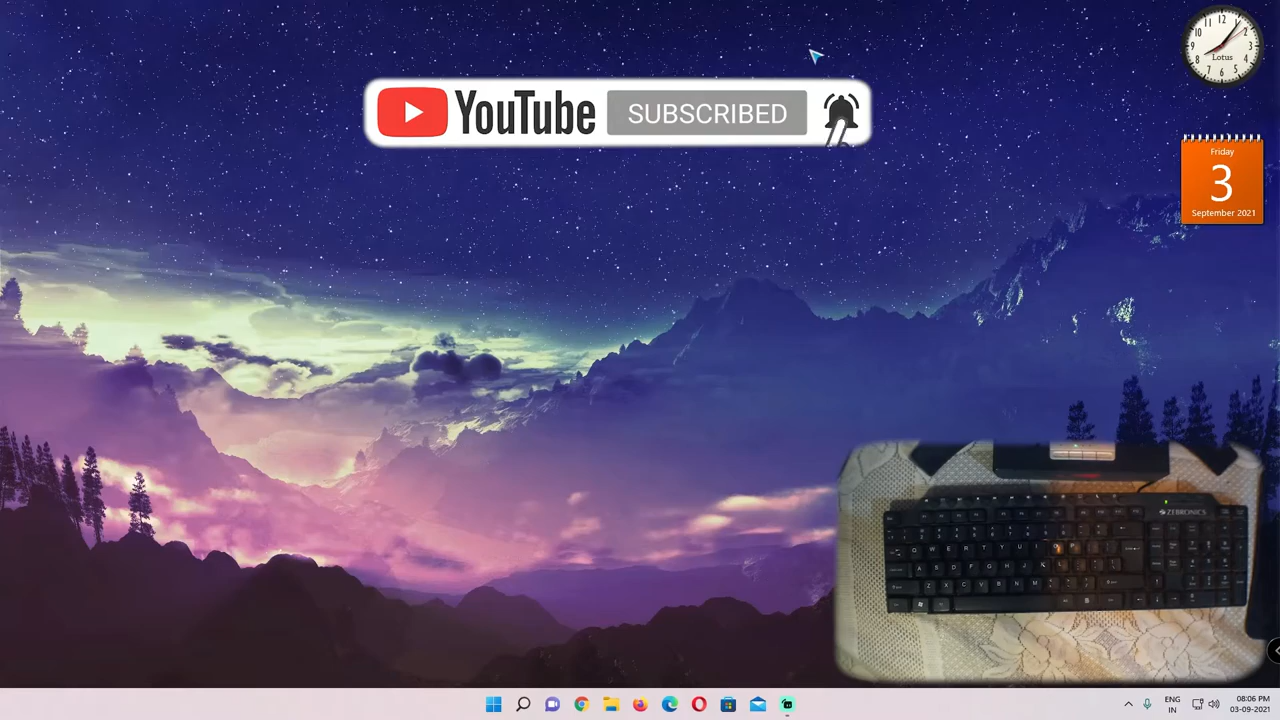 YouTube SUBSCRIBED
Lotus
Friday
3
September 2021
ZEBRONICS
ENG
IN
08:06 PM
03-09-2021